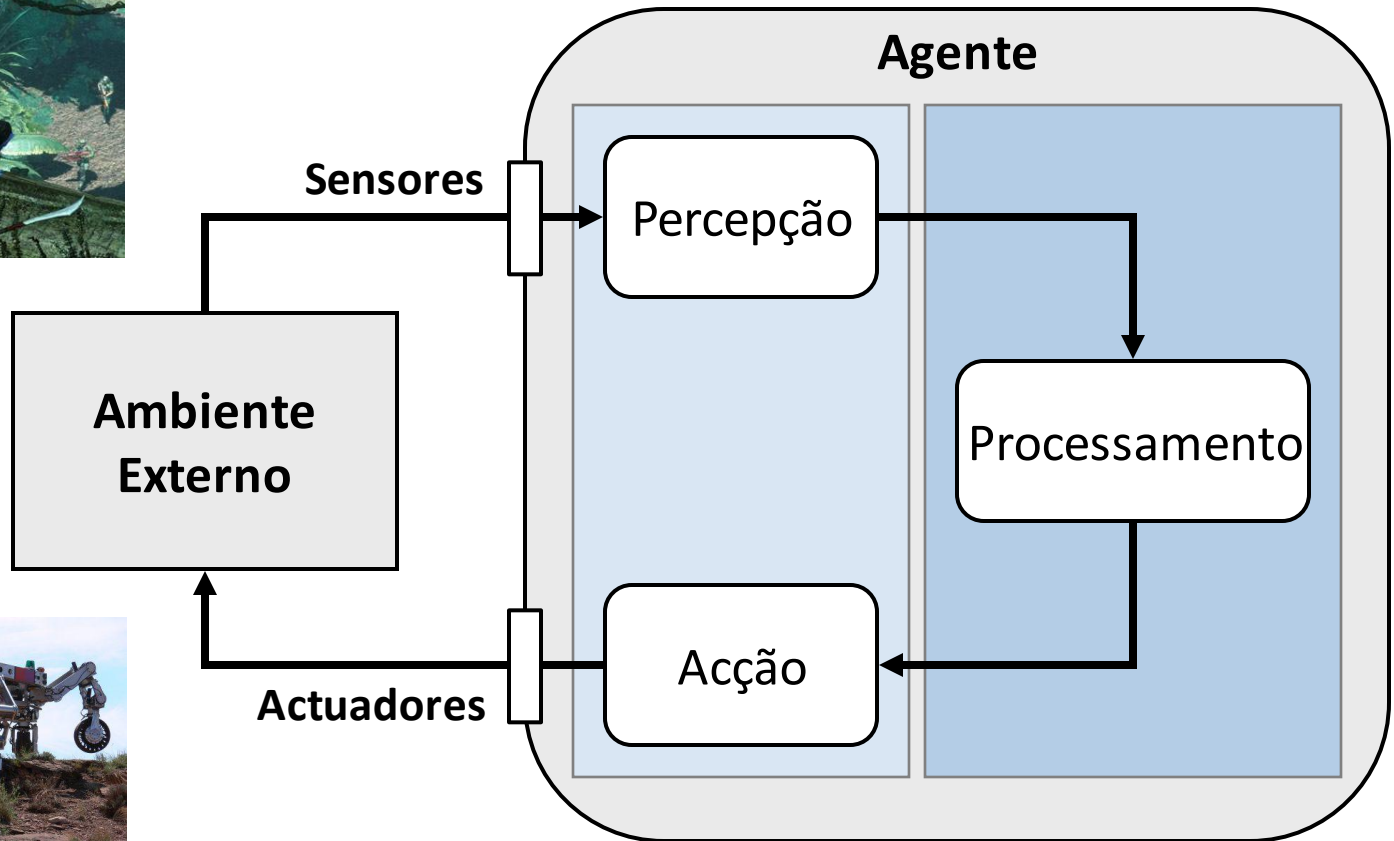 Agente
Sensores
Percepção
Ambiente
Externo
Processamento
Acção
Actuadores